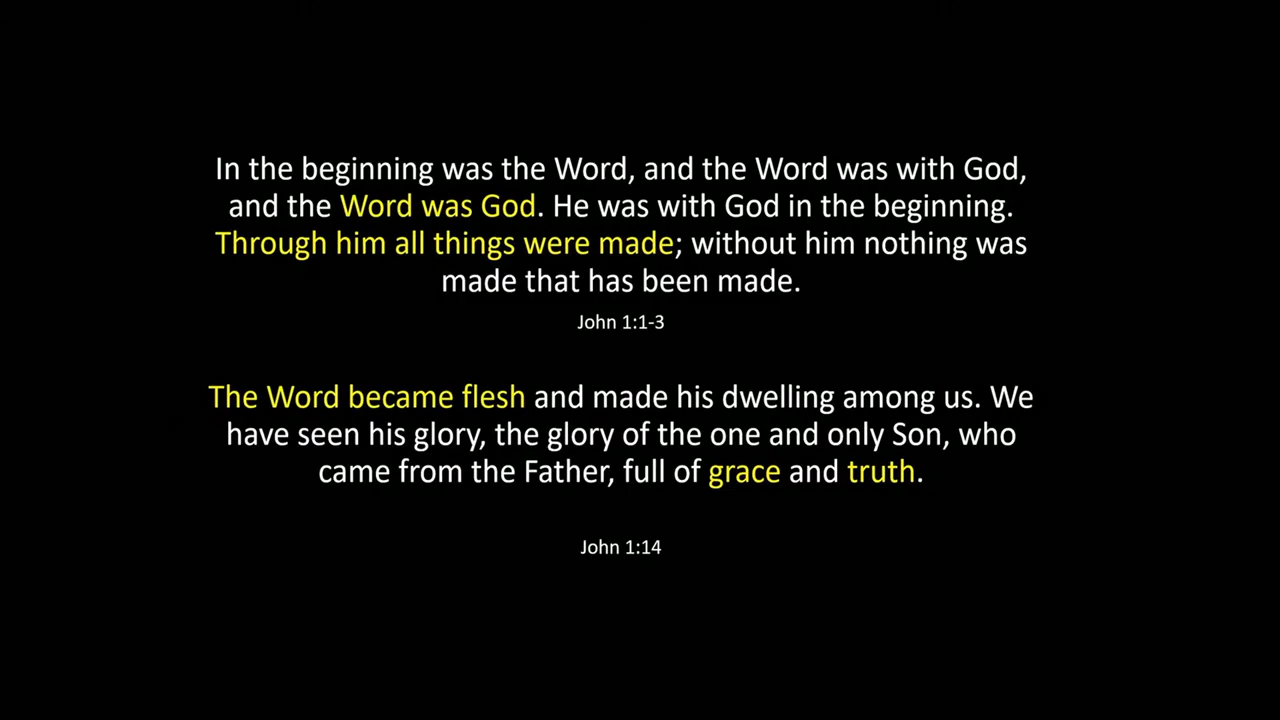 In the beginning was the Word, and the Word was with God,
and the Word was God. He was with God in the beginning.
Through him all things were made; without him nothing was
made that has been made.
John 1:1-3
The Word became flesh and made his dwelling among us. We
have seen his glory, the glory of the one and only Son, who
came from the Father, full of grace and truth.
John 1:14